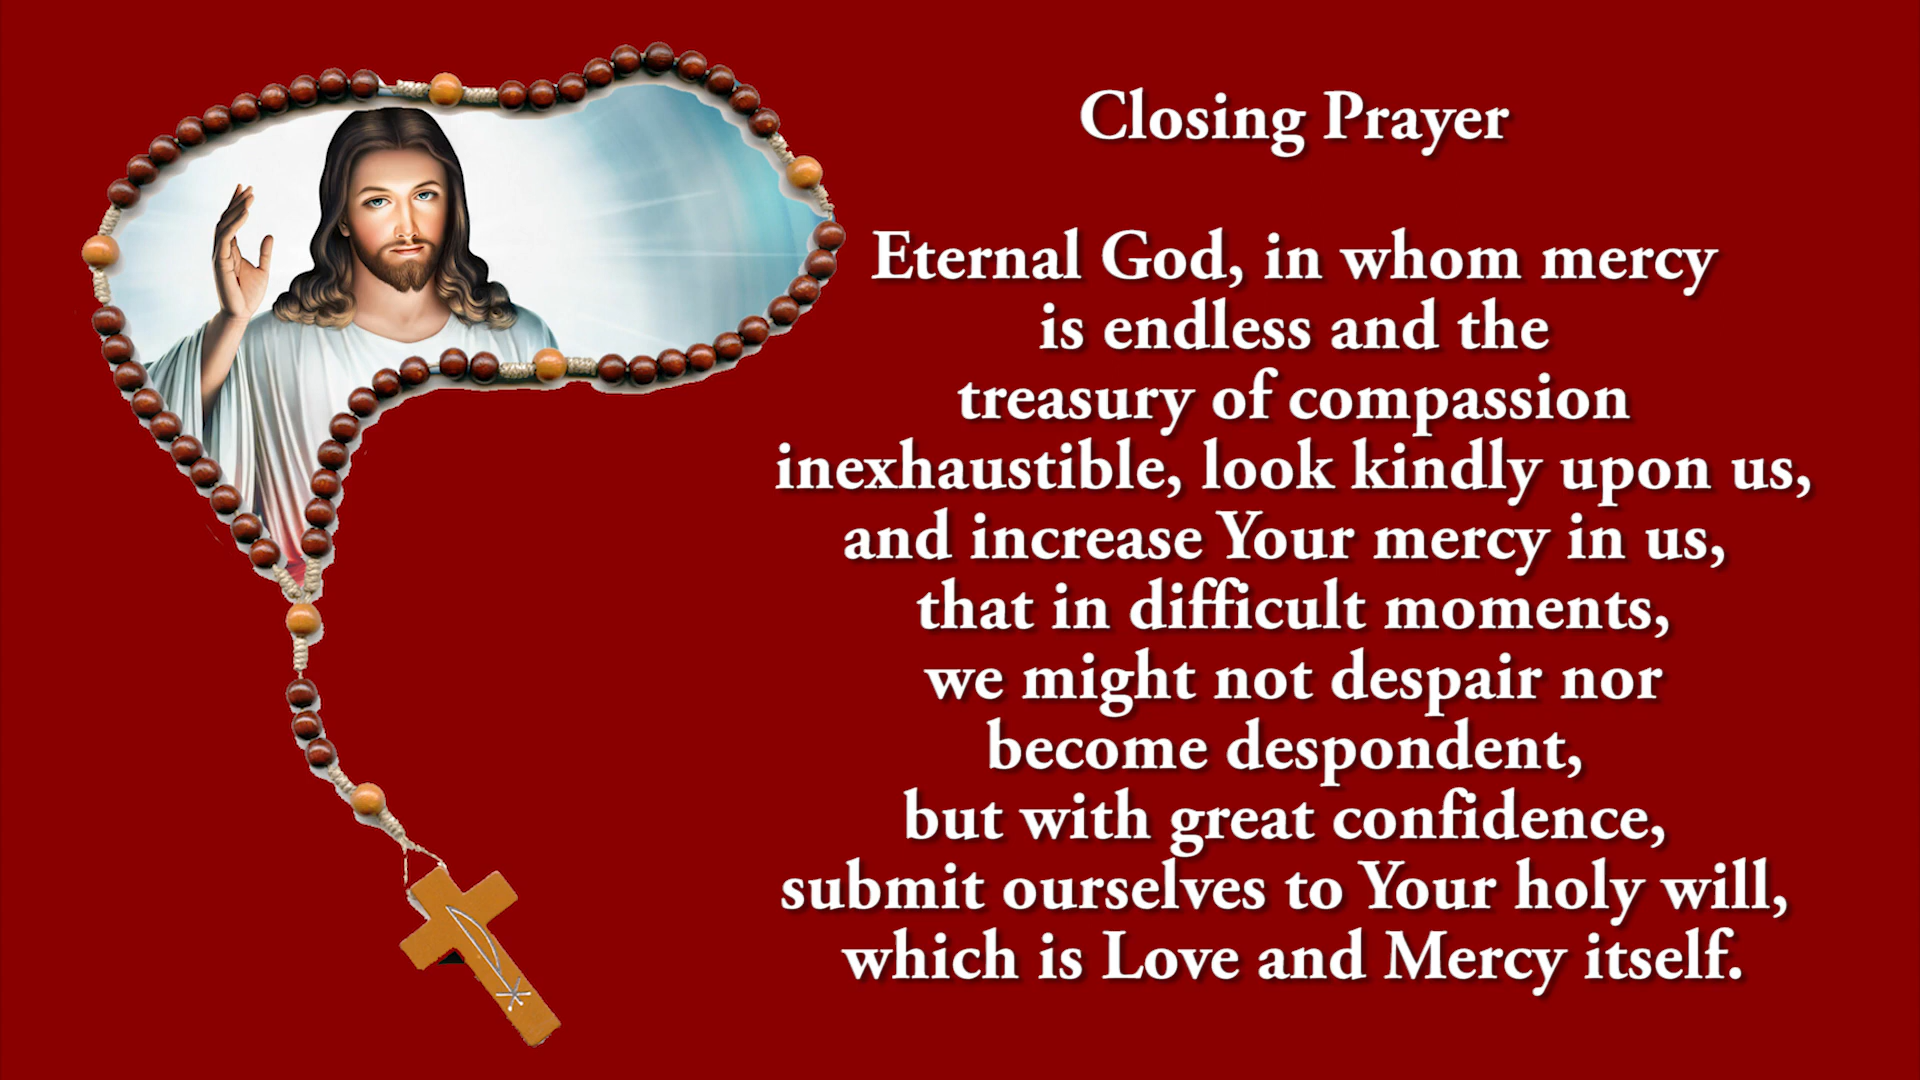 Closing Prayer
Eternal God, in whom mercy
is endless and the
treasury of compassion
inexhaustible, look kindly upon us,
and increase Your mercy in us,
that in difficult moments,
we might not despair nor
become despondent,
but with great confidence,
submit ourselves to Your holy will,
which is Love and Mercy itself.